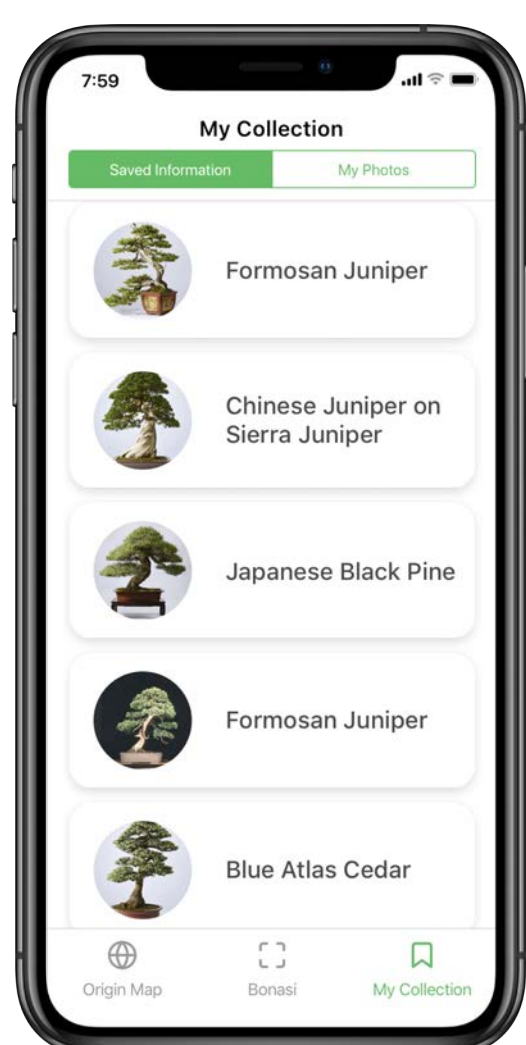 7:59
My Collection
Saved Information
My Photos
Formosan Juniper
Chinese Juniper on
Sierra Juniper
Japanese Black Pine
Formosan Juniper
Blue Atlas Cedar
Origin Map
Bonasi
My Collection